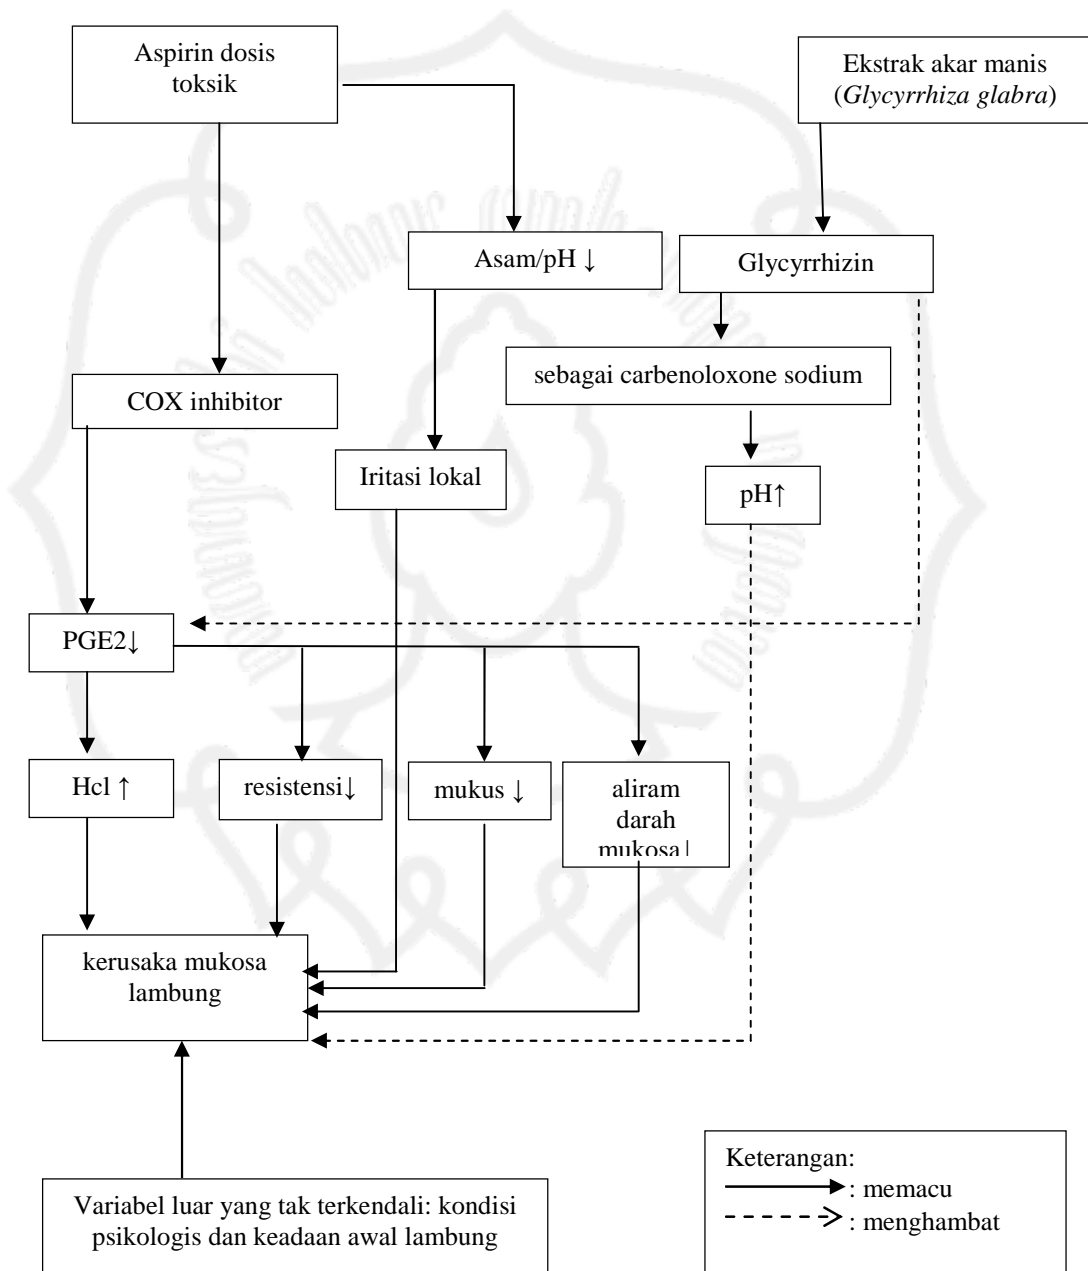 Aspirin dosis
toksik
Ekstrak akar manis
(Glycyrrhiza glabra)
Asam/pH ↓
Glycyrrhizin
COX inhibitor
sebagai carbenoloxone sodium
Iritasi lokal
pH↑
PGE2↓
Hcl ↑
resistensi↓
mukus ↓
aliram
darah
mukosa↓
kerusaka mukosa
lambung
Variabel luar yang tak terkendali: kondisi
psikologis dan keadaan awal lambung
Keterangan:
: memacu
: menghambat